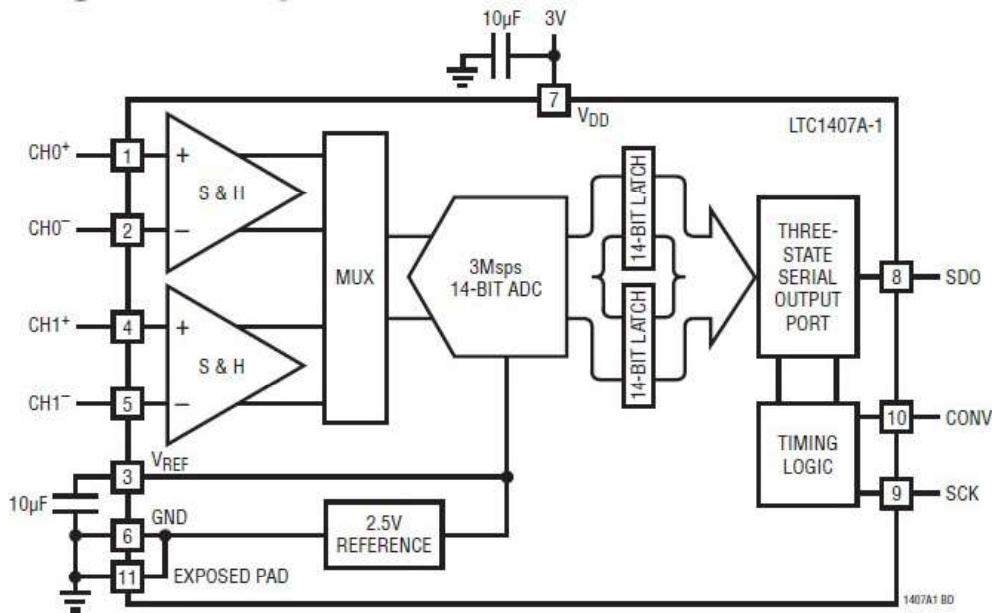 10µF
3V
7
VDD
LTC1407A-1
CH0+
1
+
S & H
CH0–
2
–
CH1+
4
+
S & H
CH1–
5
–
MUX
3Msps
14-BIT ADC
14-BIT LATCH
14-BIT LATCH
THREE-
STATE
SERIAL
OUTPUT
PORT
8
SDO
10
CONV
TIMING
LOGIC
9
SCK
3
VREF
10µF
6
GND
2.5V
REFERENCE
11
EXPOSED PAD
1407A1 BD